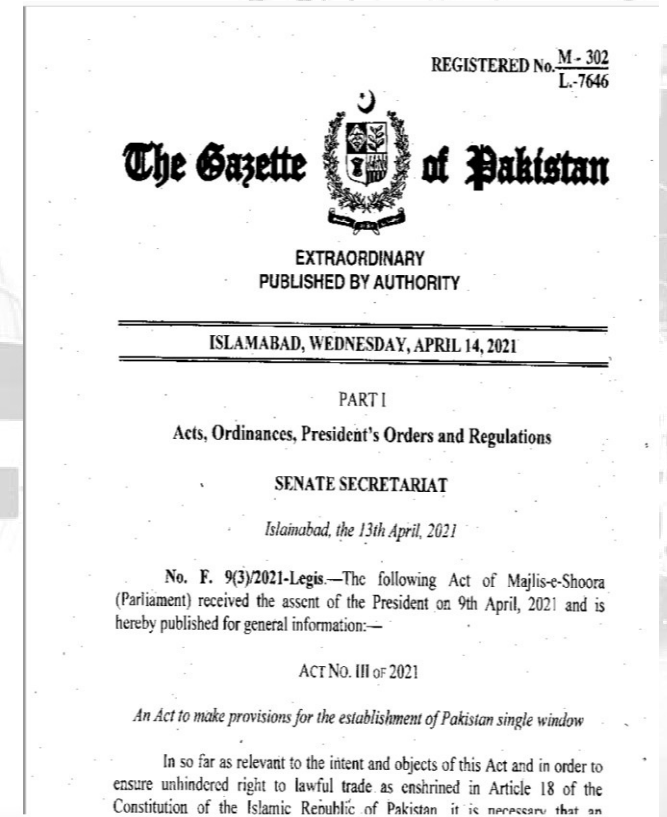 REGISTERED No. M - 302
L.-7646
The Gazette of Pakistan
EXTRAORDINARY
PUBLISHED BY AUTHORITY
ISLAMABAD, WEDNESDAY, APRIL 14, 2021
PART I
Acts, Ordinances, President's Orders and Regulations
SENATE SECRETARIAT
Islamabad, the 13th April, 2021
No. F. 9(3)/2021-Legis.—The following Act of Majlis-e-Shoora
(Parliament) received the assent of the President on 9th April, 2021 and is
hereby published for general information:—
ACT NO. III OF 2021
An Act to make provisions for the establishment of Pakistan single window
In so far as relevant to the intent and objects of this Act and in order to
ensure unhindered right to lawful trade as enshrined in Article 18 of the
Constitution of the Islamic Republic of Pakistan it is necessary that an